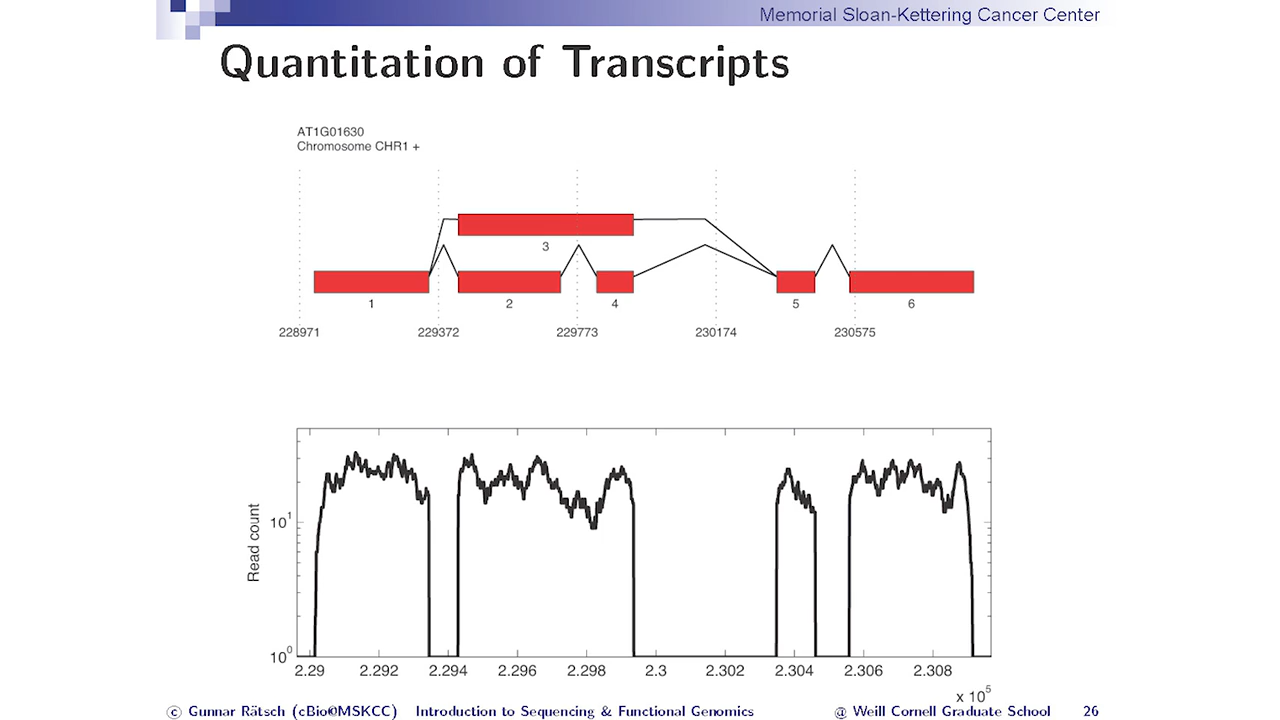 Memorial Sloan-Kettering Cancer Center
Quantitation of Transcripts
AT1G01630
Chromosome CHR1 +
3
1 2 4 5 6
228971 229372 229773 230174 230575
Read count
10^1
10^0
2.29 2.292 2.294 2.296 2.298 2.3 2.302 2.304 2.306 2.308
x 10^5
© Gunnar Rätsch (cBio@MSKCC) Introduction to Sequencing & Functional Genomics @ Weill Cornell Graduate School 26